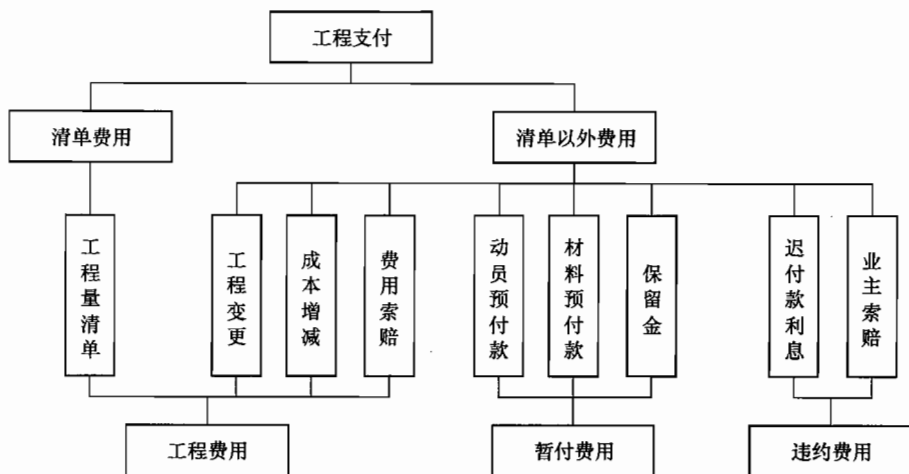 工程支付
清单费用
清单以外费用
工程量清单
工程变更
成本增减
费用索赔
动员预付款
材料预付款
保留金
迟付款利息
业主索赔
工程费用
暂付费用
违约费用